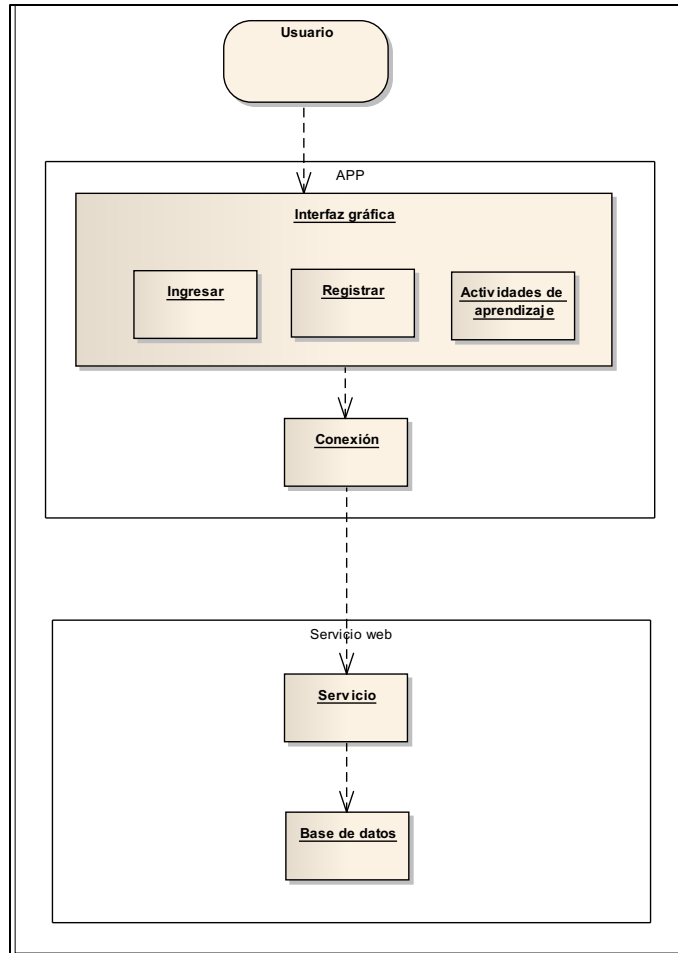 Usuario
APP
Interfaz gráfica
Ingresar
Registrar
Actividades de
aprendizaje
Conexión
Servicio web
Servicio
Base de datos